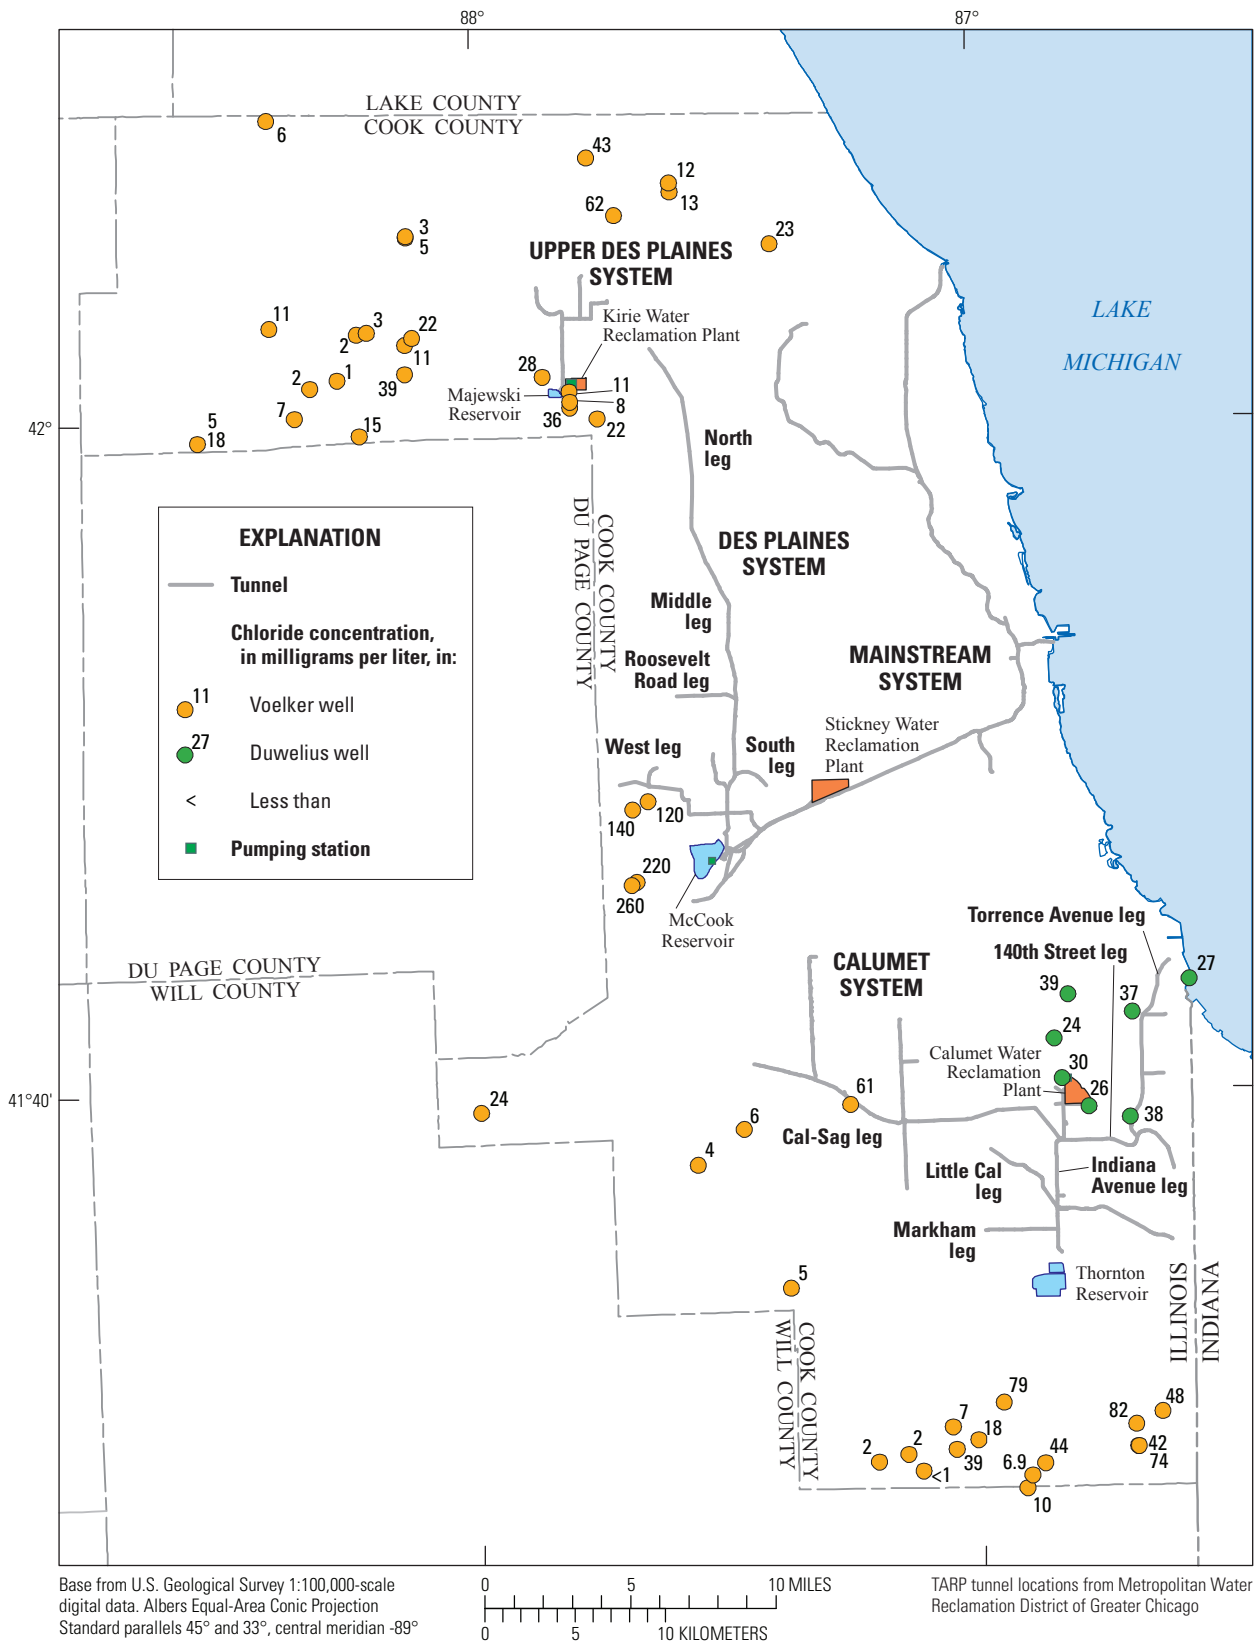 88°
87°
LAKE COUNTY
COOK COUNTY
6
43
12
13
62
23
3
5
UPPER DES PLAINES
SYSTEM
Kirie Water
Reclamation Plant
LAKE
MICHIGAN
11
3
2
22
11
39
2
1
7
15
5
18
28
11
8
36
22
Majewski
Reservoir
42°
North
leg
EXPLANATION
Tunnel
Chloride concentration,
in milligrams per liter, in:
11
Voelker well
27
Duwelius well
<
Less than
Pumping station
COOK COUNTY
DU PAGE COUNTY
DES PLAINES
SYSTEM
Middle
leg
Roosevelt
Road leg
MAINSTREAM
SYSTEM
Stickney Water
Reclamation
Plant
West leg
South
leg
120
140
220
260
McCook
Reservoir
DU PAGE COUNTY
WILL COUNTY
CALUMET
SYSTEM
Torrence Avenue leg
140th Street leg
27
39
37
24
Calumet Water
Reclamation
Plant
30
26
38
41°40'
24
61
6
4
Cal-Sag leg
Little Cal
leg
Indiana
Avenue leg
Markham
leg
Thornton
Reservoir
ILLINOIS
INDIANA
5
COOK COUNTY
WILL COUNTY
79
7
18
39
2
2
<1
6.9
44
10
48
82
42
74
Base from U.S. Geological Survey 1:100,000-scale
digital data. Albers Equal-Area Conic Projection
Standard parallels 45° and 33°, central meridian -89°
0 5 10 MILES
0 5 10 KILOMETERS
TARP tunnel locations from Metropolitan Water
Reclamation District of Greater Chicago